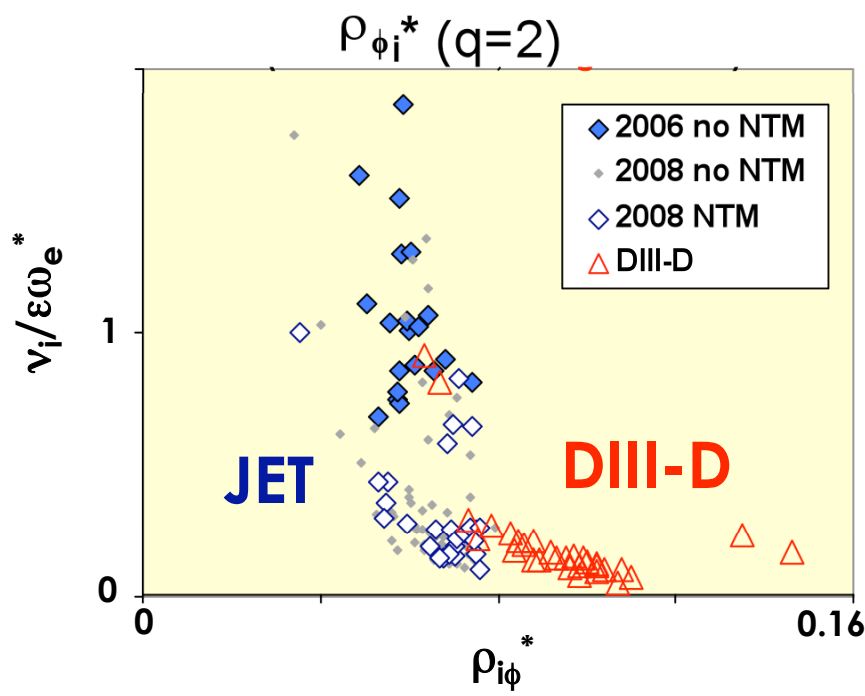 ρϕi* (q=2)
2006 no NTM
2008 no NTM
2008 NTM
DIII-D
νi/εωe*
1
JET
DIII-D
0
0
0.16
ρiϕ*